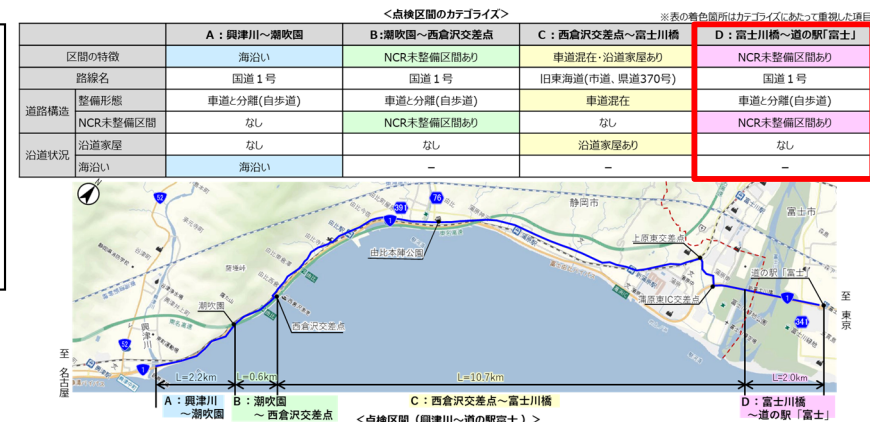 <点検区間のカテゴライズ>
※表の着色箇所はカテゴライズにあたって重視した項目
A：興津川～潮吹園
B:潮吹園～西倉沢交差点
C：西倉沢交差点～富士川橋
D：富士川橋～道の駅「富士」
区間の特徴
海沿い
NCR未整備区間あり
車道混在・沿道家屋あり
NCR未整備区間あり
路線名
国道１号
国道１号
旧東海道(市道、県道370号)
国道１号
道路構造
整備形態
車道と分離(自歩道)
車道と分離(自歩道)
車道混在
車道と分離(自歩道)
NCR未整備区間
なし
NCR未整備区間あり
なし
NCR未整備区間あり
沿道状況
沿道家屋
なし
なし
沿道家屋あり
なし
海沿い
海沿い
－
－
－
52
391
76
1
静岡市
富士市
由比本陣公園
上原東交差点
道の駅「富士」
蒲原東IC交差点
潮吹園
西倉沢交差点
興津川
52
1
1
341
至 東京
至 名古屋
L=2.2km
L=0.6km
L=10.7km
L=2.0km
A：興津川
～潮吹園
B：潮吹園
～西倉沢交差点
C：西倉沢交差点～富士川橋
D：富士川橋
～道の駅「富士」
<点検区間（興津川～道の駅富士）>